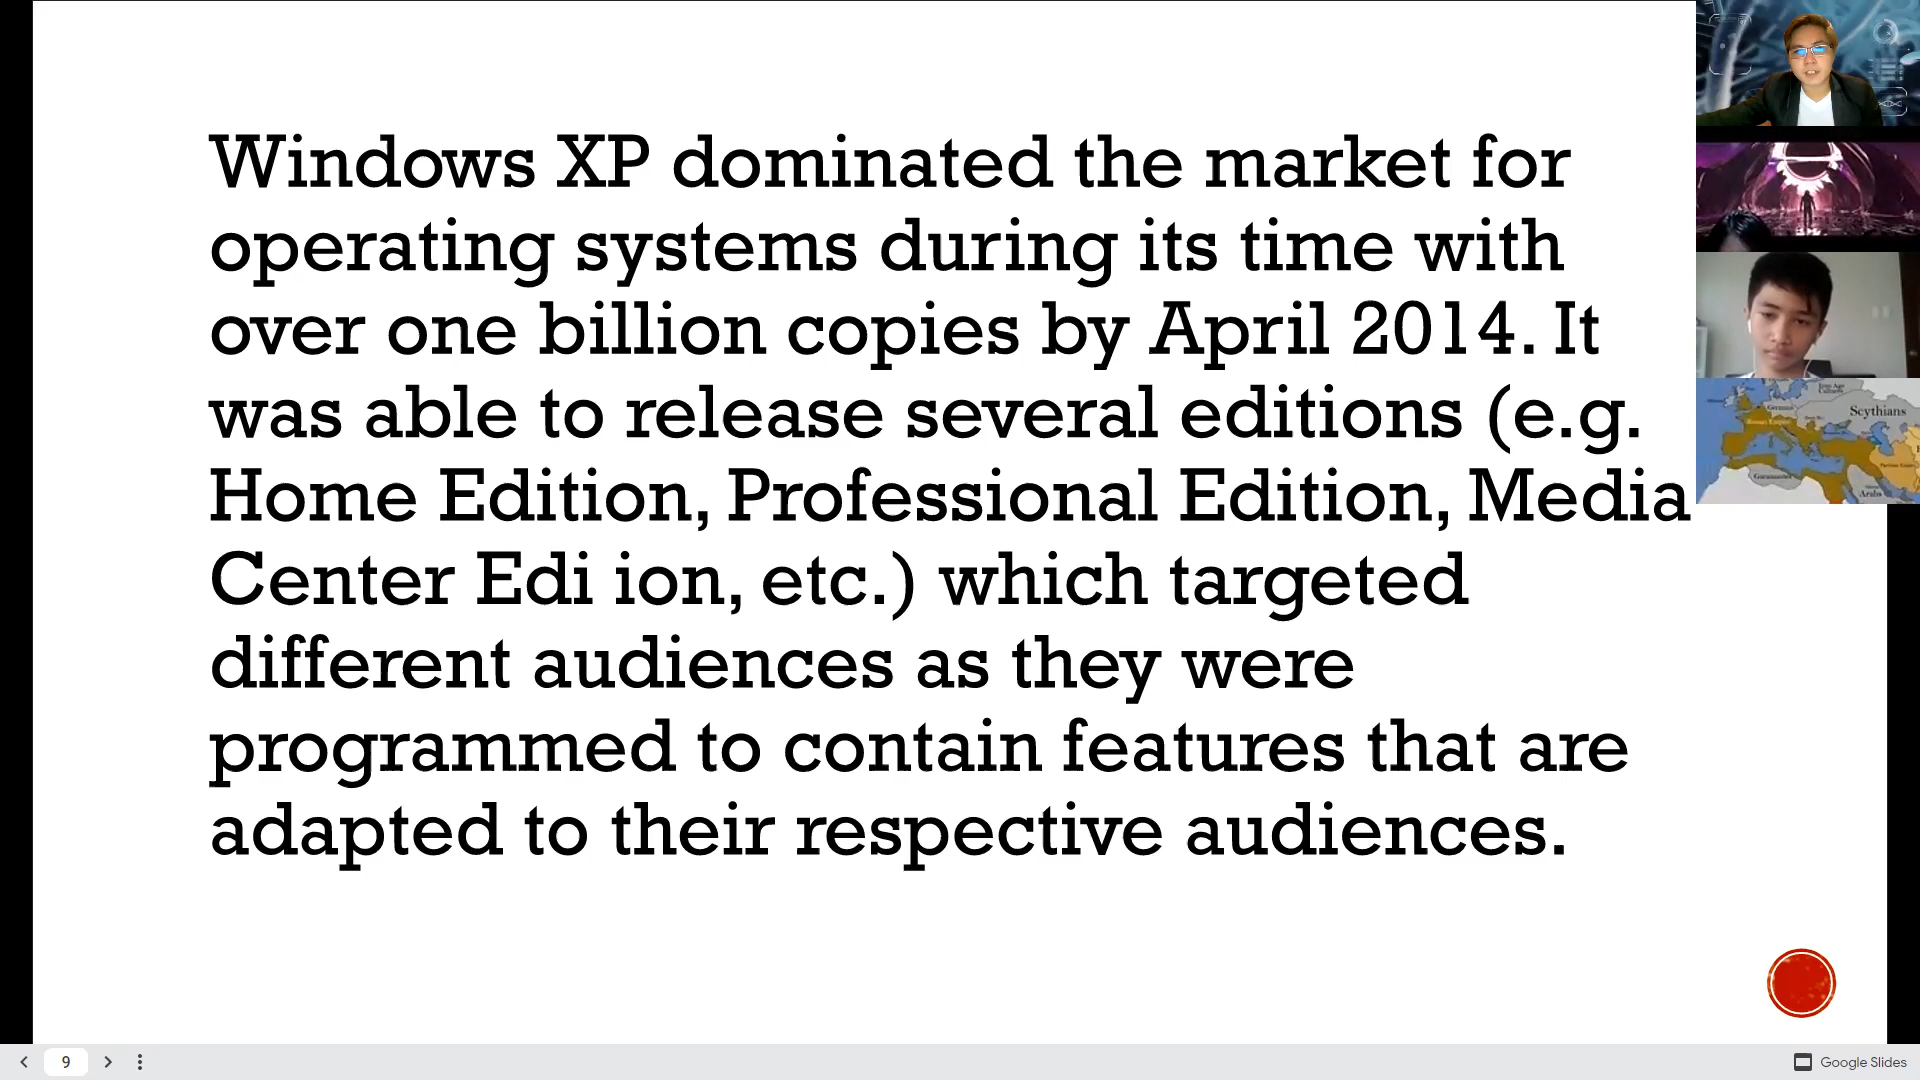 Windows XP dominated the market for
operating systems during its time with
over one billion copies by April 2014. It
was able to release several editions (e.g.
Home Edition, Professional Edition, Media
Center Edi ion, etc.) which targeted
different audiences as they were
programmed to contain features that are
adapted to their respective audiences.
Scythians
Arabs
9
Google Slides